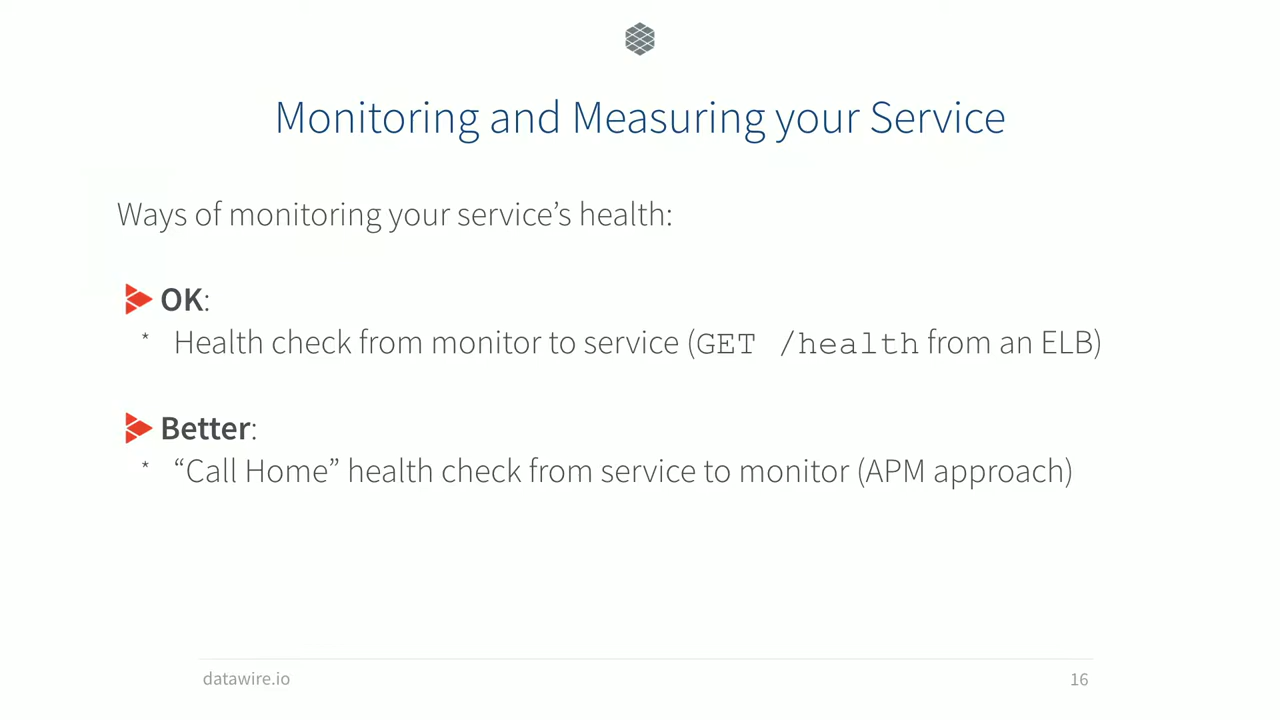 Monitoring and Measuring your Service
Ways of monitoring your service’s health:
OK:
* Health check from monitor to service (GET /health from an ELB)
Better:
* “Call Home” health check from service to monitor (APM approach)
datawire.io
16